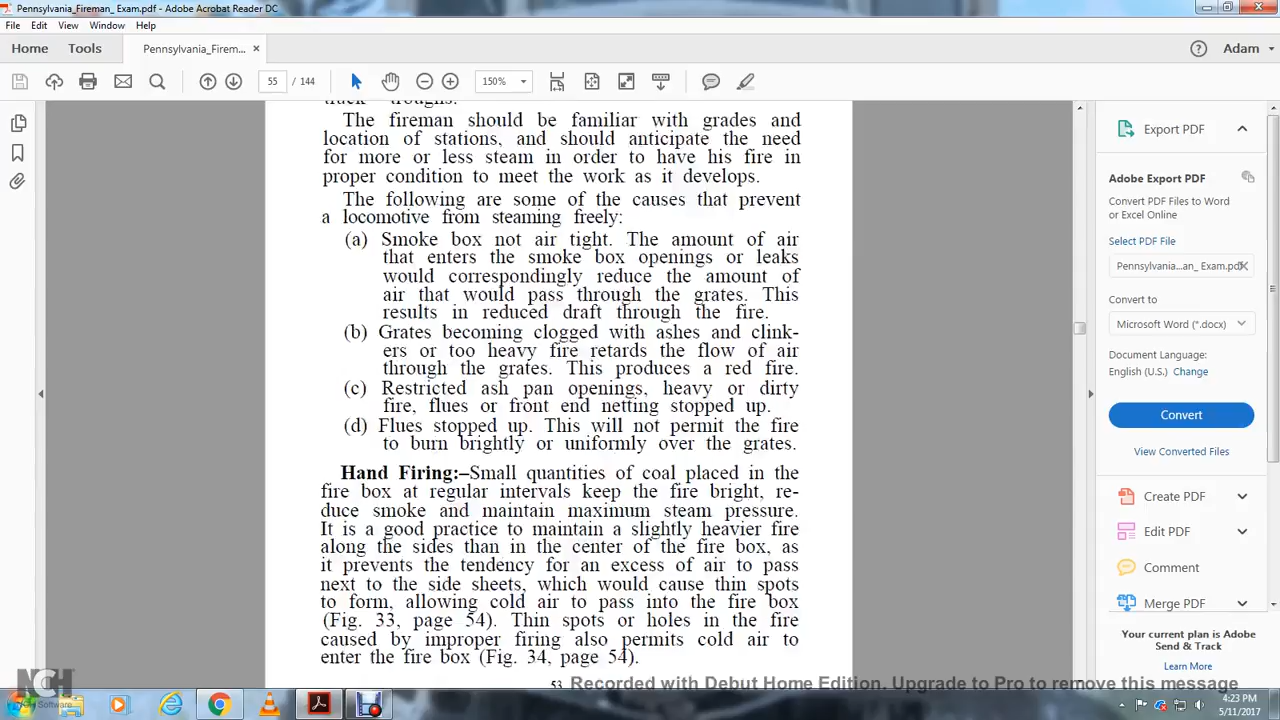 Pennsylvania_Fireman_ Exam.pdf - Adobe Acrobat Reader DC
File Edit View Window Help
Home Tools Pennsylvania_Firem... × Adam
55 / 144 150%
track troughs.
The fireman should be familiar with grades and
location of stations, and should anticipate the need
for more or less steam in order to have his fire in
proper condition to meet the work as it develops.
The following are some of the causes that prevent
a locomotive from steaming freely:
(a) Smoke box not air tight. The amount of air
that enters the smoke box openings or leaks
would correspondingly reduce the amount of
air that would pass through the grates. This
results in reduced draft through the fire.
(b) Grates becoming clogged with ashes and clink-
ers or too heavy fire retards the flow of air
through the grates. This produces a red fire.
(c) Restricted ash pan openings, heavy or dirty
fire, flues or front end netting stopped up.
(d) Flues stopped up. This will not permit the fire
to burn brightly or uniformly over the grates.
Hand Firing:–Small quantities of coal placed in the
fire box at regular intervals keep the fire bright, re-
duce smoke and maintain maximum steam pressure.
It is a good practice to maintain a slightly heavier fire
along the sides than in the center of the fire box, as
it prevents the tendency for an excess of air to pass
next to the side sheets, which would cause thin spots
to form, allowing cold air to pass into the fire box
(Fig. 33, page 54). Thin spots or holes in the fire
caused by improper firing also permits cold air to
enter the fire box (Fig. 34, page 54).
53
Export PDF
Adobe Export PDF
Convert PDF Files to Word
or Excel Online
Select PDF File
Pennsylvania...an_ Exam.pdf
Convert to
Microsoft Word (*.docx)
Document Language:
English (U.S.) Change
Convert
View Converted Files
Create PDF
Edit PDF
Comment
Merge PDF
Your current plan is Adobe
Send & Track
Learn More
Recorded with Debut Home Edition. Upgrade to Pro to remove this message
NCH
Software
4:23 PM
5/11/2017